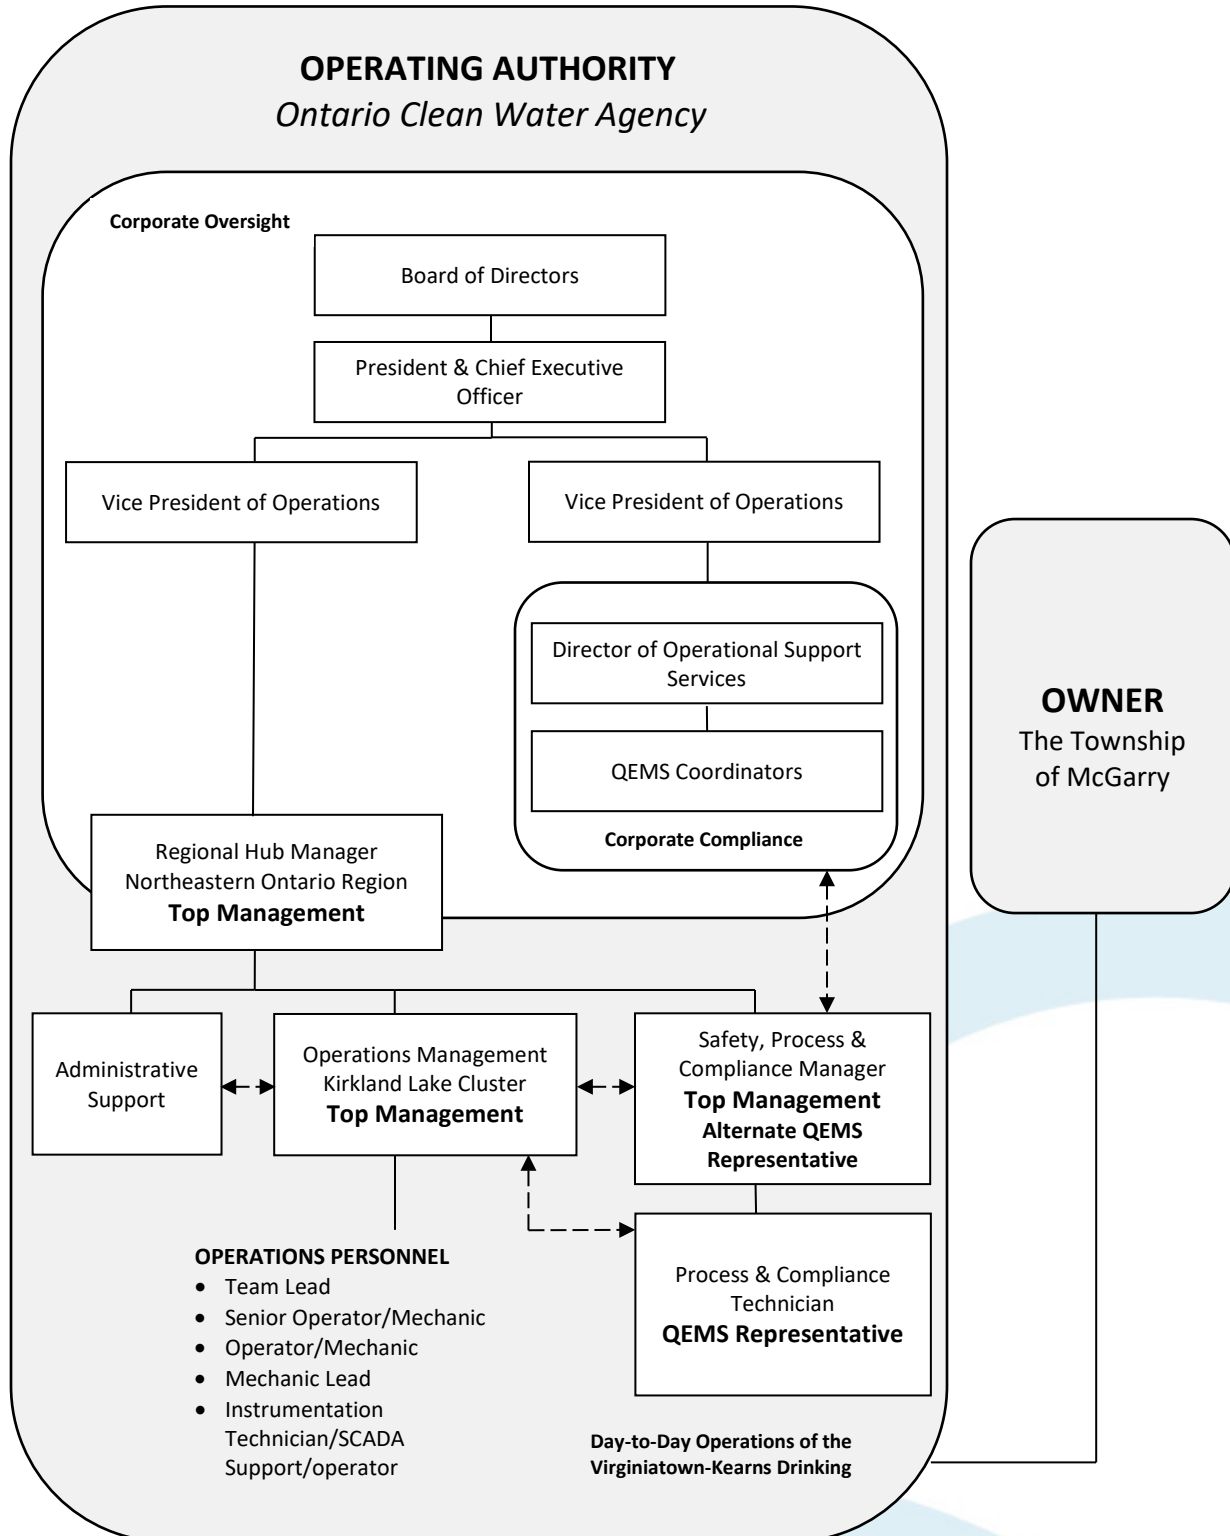 OPERATING AUTHORITY
Ontario Clean Water Agency
Corporate Oversight
Board of Directors
President & Chief Executive
Officer
Vice President of Operations
Vice President of Operations
Director of Operational Support
Services
QEMS Coordinators
Corporate Compliance
OWNER
The Township
of McGarry
Regional Hub Manager
Northeastern Ontario Region
Top Management
Administrative
Support
Operations Management
Kirkland Lake Cluster
Top Management
Safety, Process &
Compliance Manager
Top Management
Alternate QEMS
Representative
OPERATIONS PERSONNEL
• Team Lead
• Senior Operator/Mechanic
• Operator/Mechanic
• Mechanic Lead
• Instrumentation
Technician/SCADA
Support/operator
Process & Compliance
Technician
QEMS Representative
Day-to-Day Operations of the
Virginiatown-Kearns Drinking